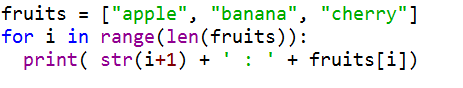 fruits = ["apple", "banana", "cherry"]
for i in range(len(fruits)):
  print( str(i+1) + ' : ' + fruits[i])